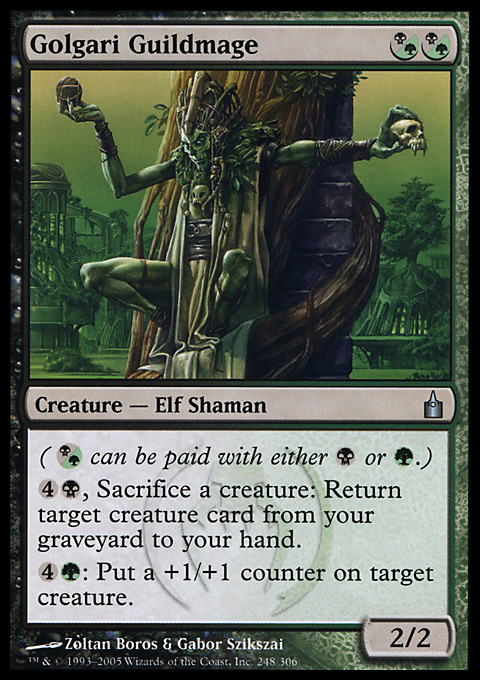 Golgari Guildmage
Creature — Elf Shaman
( can be paid with either or .)
4, Sacrifice a creature: Return
target creature card from your
graveyard to your hand.
4: Put a +1/+1 counter on target
creature.
Zoltan Boros & Gabor Szikszai
2/2
™ & © 1993–2005 Wizards of the Coast, Inc. 248/306